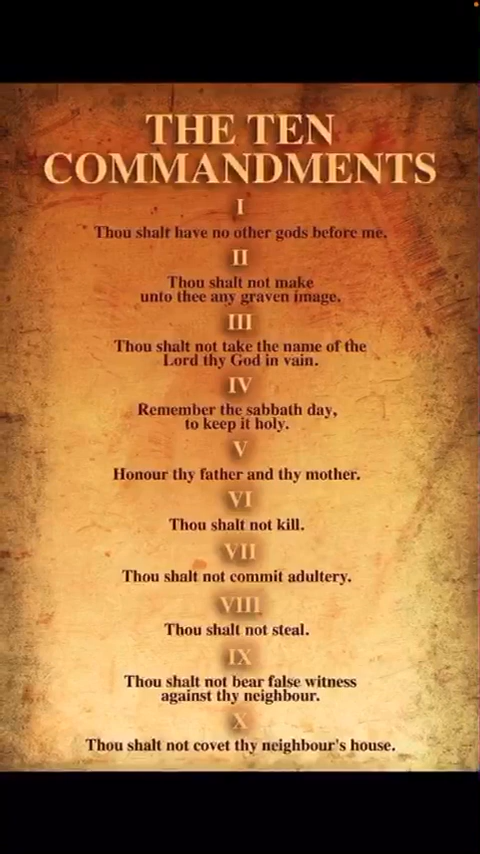 THE TEN
COMMANDMENTS
I
Thou shalt have no other gods before me.
II
Thou shalt not make
unto thee any graven image.
III
Thou shalt not take the name of the
Lord thy God in vain.
IV
Remember the sabbath day,
to keep it holy.
V
Honour thy father and thy mother.
VI
Thou shalt not kill.
VII
Thou shalt not commit adultery.
VIII
Thou shalt not steal.
IX
Thou shalt not bear false witness
against thy neighbour.
X
Thou shalt not covet thy neighbour's house.